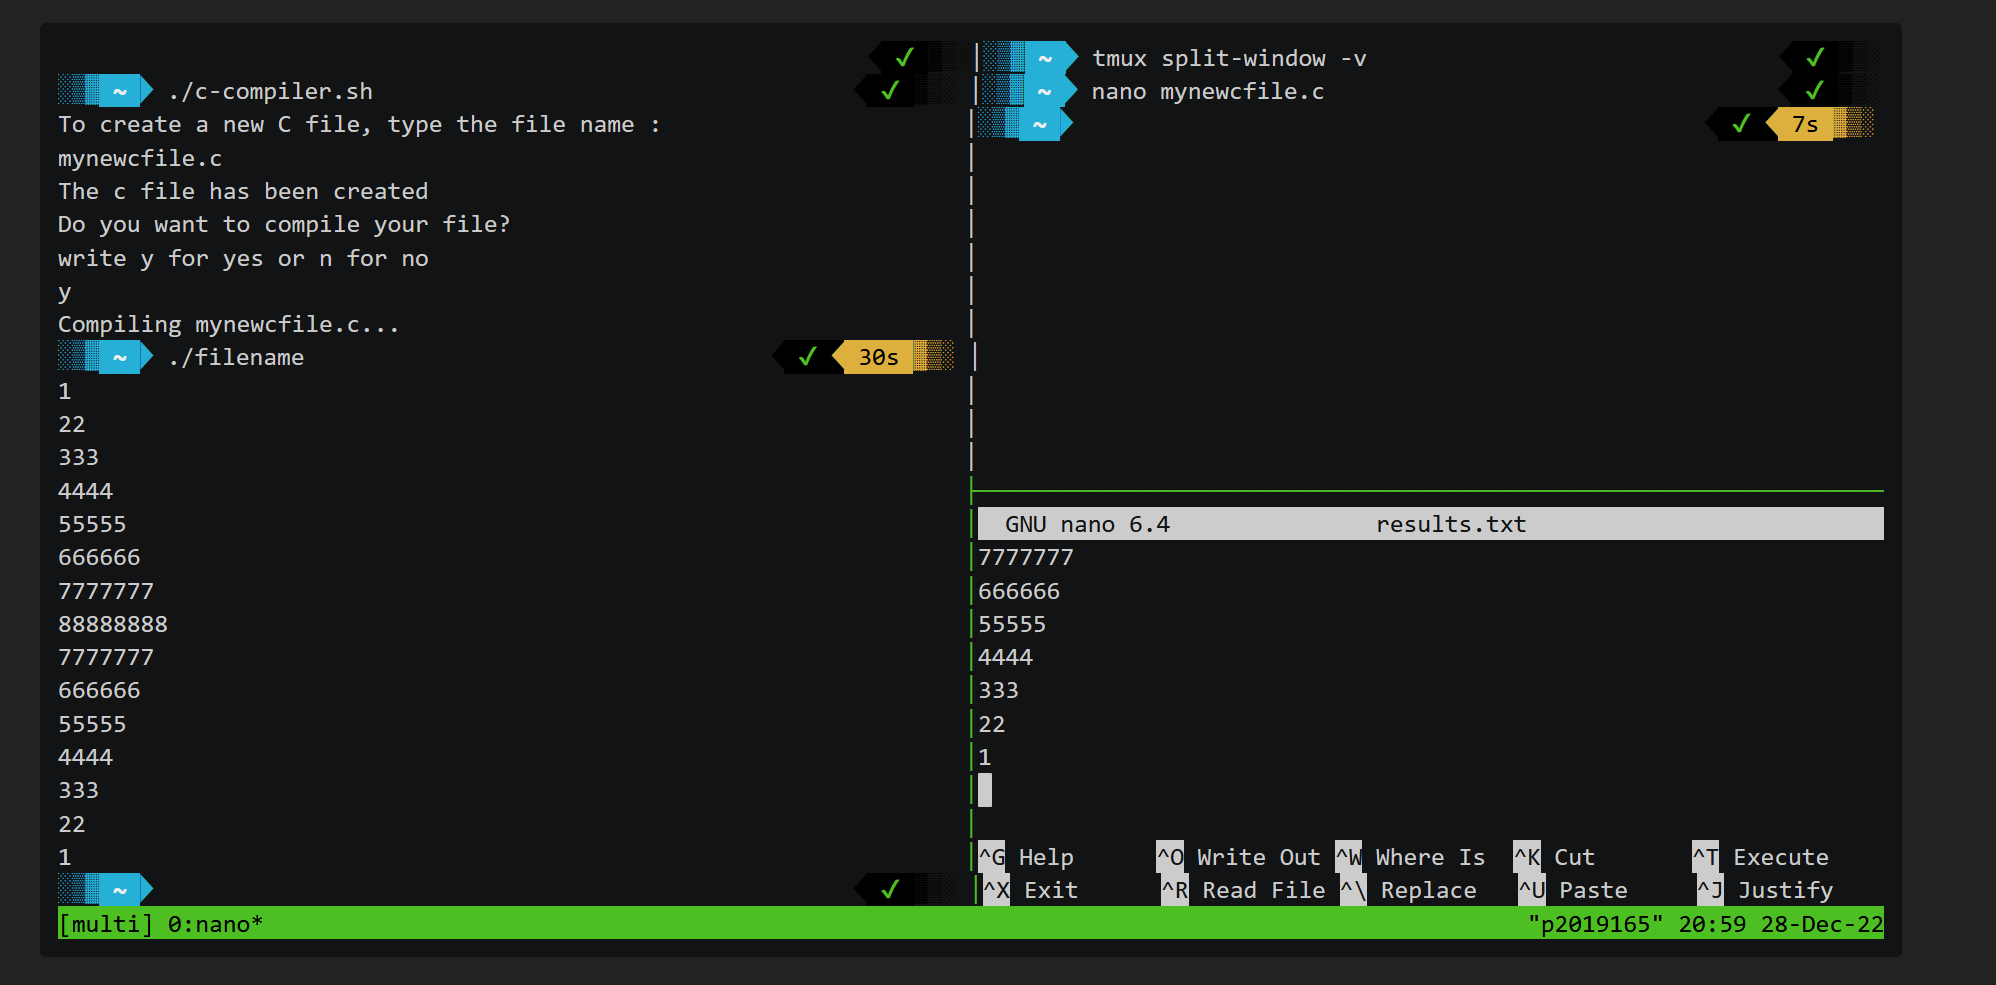 ✓
~ ./c-compiler.sh ✓
To create a new C file, type the file name :
mynewcfile.c
The c file has been created
Do you want to compile your file?
write y for yes or n for no
y
Compiling mynewcfile.c...
~ ./filename ✓ 30s
1
22
333
4444
55555
666666
7777777
88888888
7777777
666666
55555
4444
333
22
1
~ ✓
~ tmux split-window -v ✓
~ nano mynewcfile.c ✓
~ ✓ 7s
GNU nano 6.4 results.txt
7777777
666666
55555
4444
333
22
1
^G Help ^O Write Out ^W Where Is ^K Cut ^T Execute
^X Exit ^R Read File ^\ Replace ^U Paste ^J Justify
[multi] 0:nano* "p2019165" 20:59 28-Dec-22